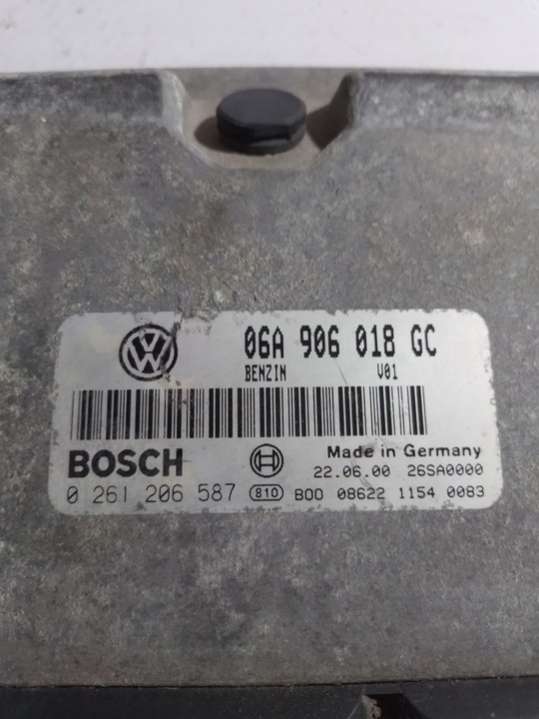 06A 906 018 GC
BENZIN V01
BOSCH
Made in Germany
22.06.00 26SA0000
0 261 206 587 810 B00 08622 1154 0083